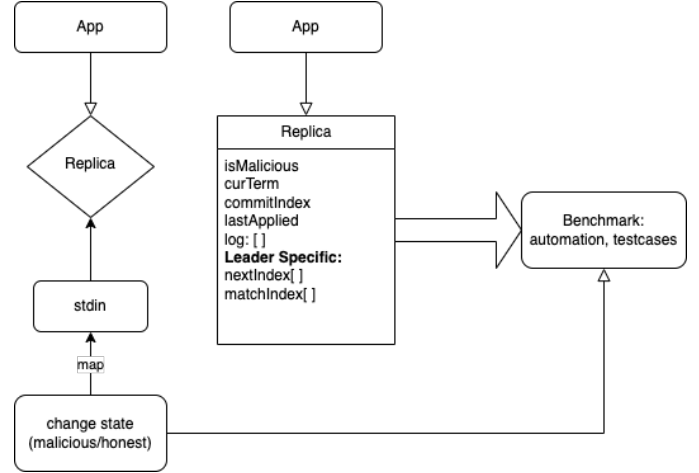 App
App
Replica
Replica
isMalicious
curTerm
commitIndex
lastApplied
log: [ ]
Leader Specific:
nextIndex[ ]
matchIndex[ ]
Benchmark:
automation, testcases
stdin
map
change state
(malicious/honest)